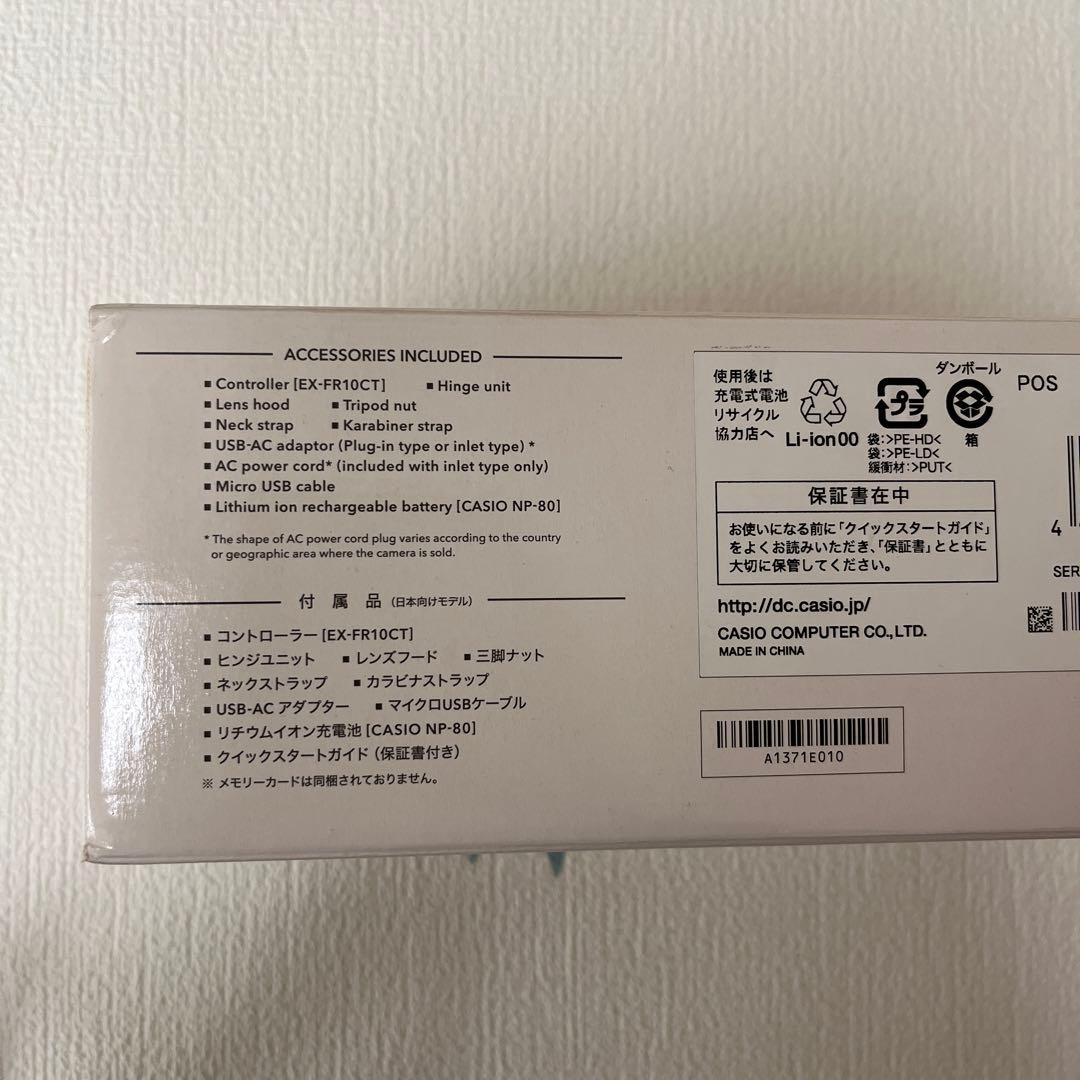 ACCESSORIES INCLUDED
■ Controller [EX-FR10CT] ■ Hinge unit
■ Lens hood ■ Tripod nut
■ Neck strap ■ Karabiner strap
■ USB-AC adaptor (Plug-in type or inlet type) *
■ AC power cord* (included with inlet type only)
■ Micro USB cable
■ Lithium ion rechargeable battery [CASIO NP-80]
* The shape of AC power cord plug varies according to the country
or geographic area where the camera is sold.
付属品 (日本向けモデル)
■ コントローラー [EX-FR10CT]
■ ヒンジユニット ■ レンズフード ■ 三脚ナット
■ ネックストラップ ■ カラビナストラップ
■ USB-AC アダプター ■ マイクロUSBケーブル
■ リチウムイオン充電池 [CASIO NP-80]
■ クイックスタートガイド (保証書付き)
※ メモリーカードは同梱されておりません。
使用後は
充電式電池
リサイクル
協力店へ
Li-ion00
プラ
袋:>PE-HD<
袋:>PE-LD<
緩衝材:>PUT<
ダンボール
箱
POS
保証書在中
お使いになる前に「クイックスタートガイド」
をよくお読みいただき、「保証書」とともに
大切に保管してください。
http://dc.casio.jp/
CASIO COMPUTER CO.,LTD.
MADE IN CHINA
4
SER
A1371E010